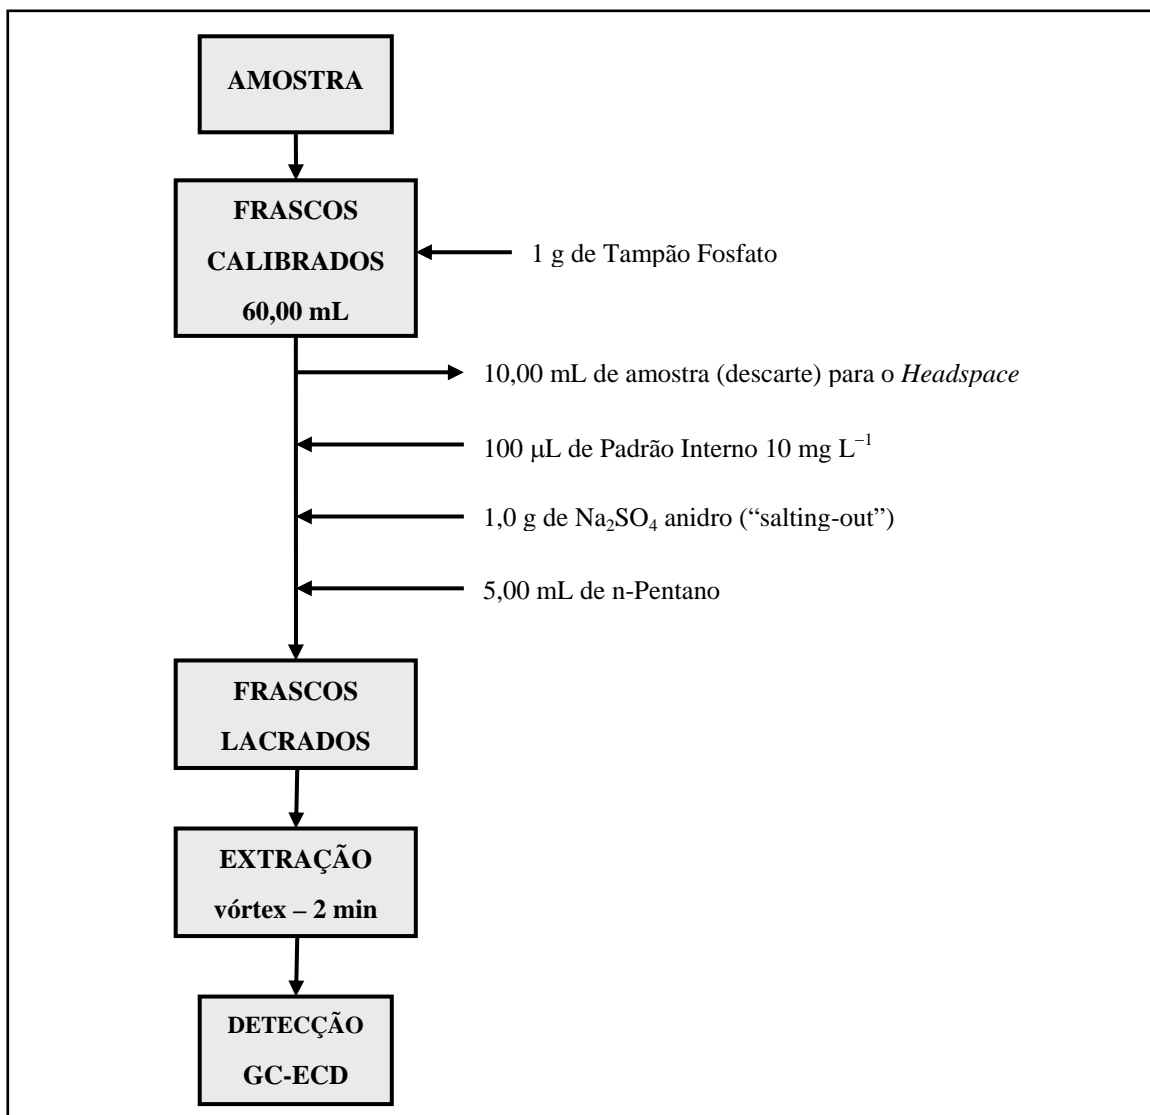 AMOSTRA
FRASCOS
CALIBRADOS
60,00 mL
1 g de Tampão Fosfato
10,00 mL de amostra (descarte) para o Headspace
100 μL de Padrão Interno 10 mg L⁻¹
1,0 g de Na₂SO₄ anidro (“salting-out”)
5,00 mL de n-Pentano
FRASCOS
LACRADOS
EXTRAÇÃO
vórtex – 2 min
DETECÇÃO
GC-ECD